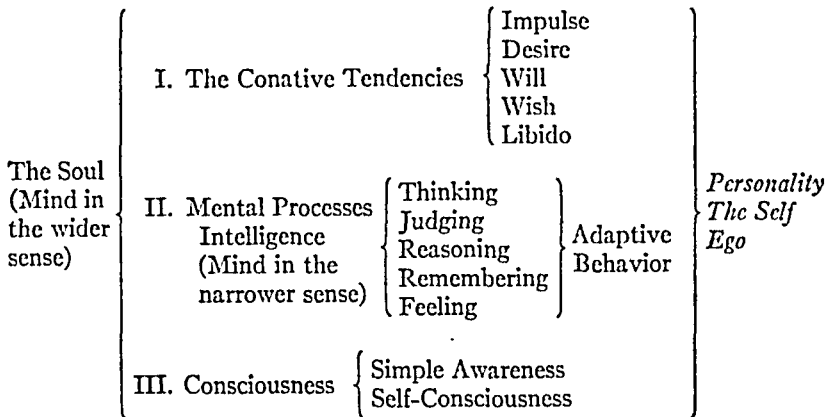 The Soul
(Mind in
the wider
sense)
I. The Conative Tendencies
Impulse
Desire
Will
Wish
Libido
II. Mental Processes
Intelligence
(Mind in the
narrower sense)
Thinking
Judging
Reasoning
Remembering
Feeling
Adaptive
Behavior
III. Consciousness
Simple Awareness
Self-Consciousness
Personality
The Self
Ego